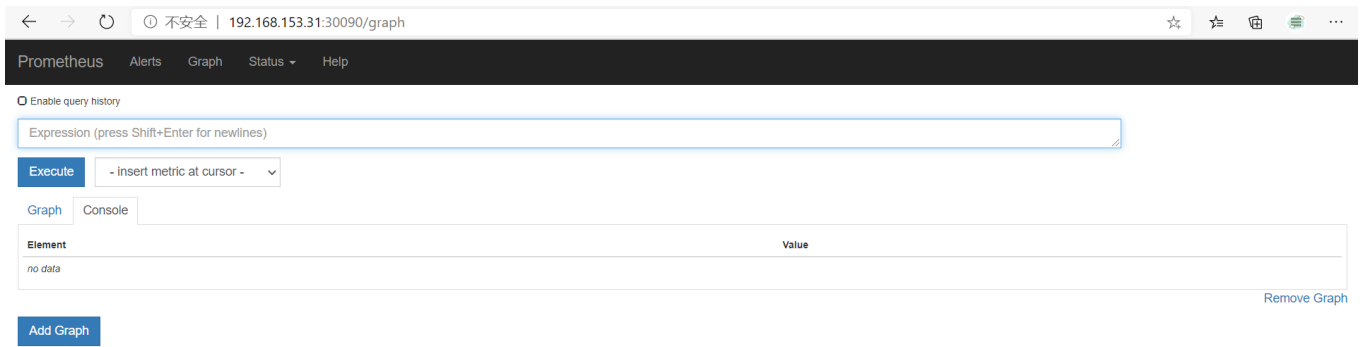 不安全 | 192.168.153.31:30090/graph
Prometheus Alerts Graph Status Help
Enable query history
Expression (press Shift+Enter for newlines)
Execute - insert metric at cursor -
Graph Console
Element Value
no data
Remove Graph
Add Graph